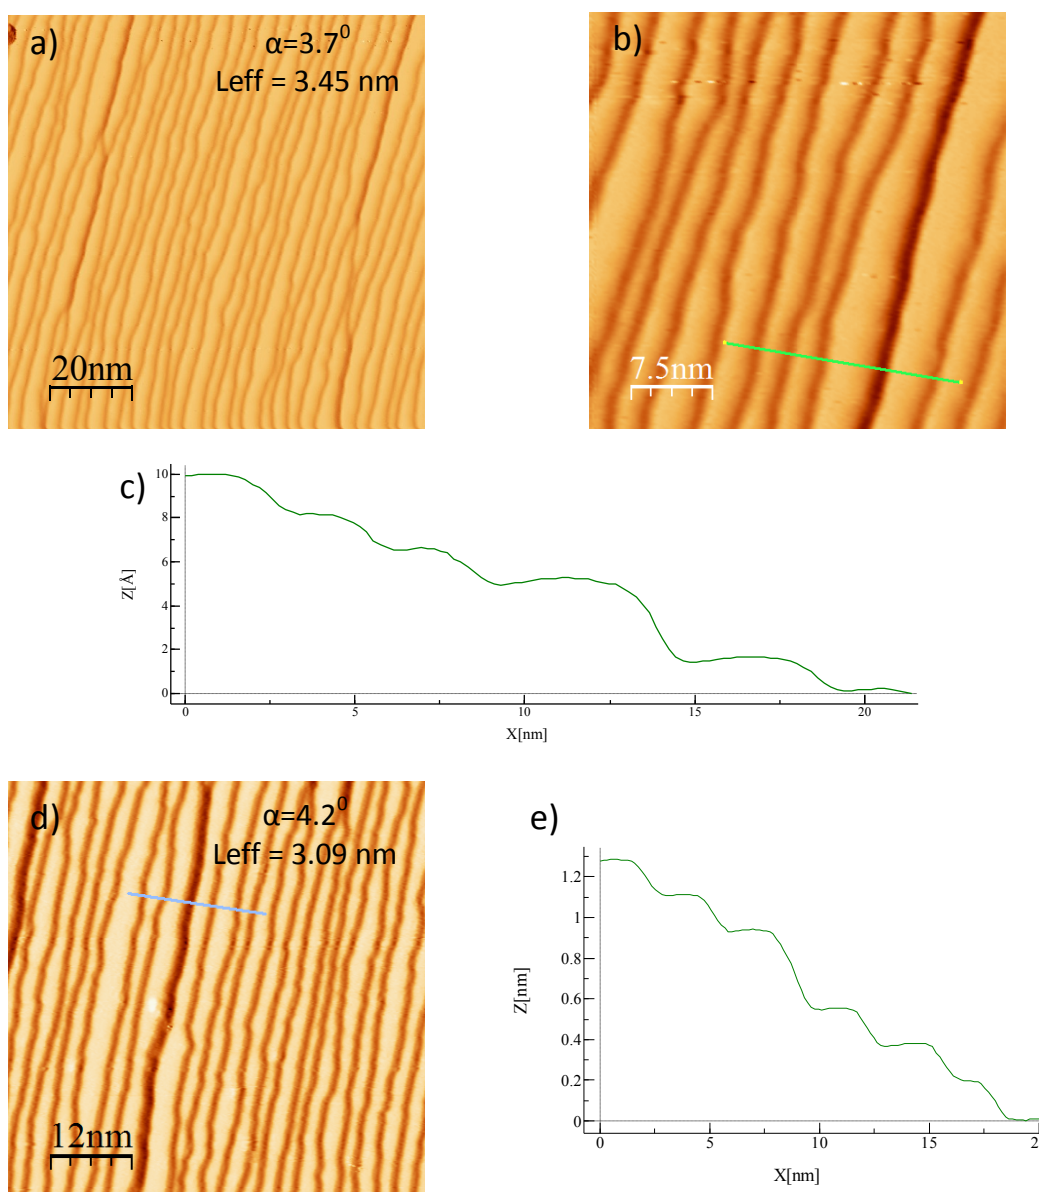 a)
α=3.7⁰
Leff = 3.45 nm
20nm
b)
7.5nm
c)
10
8
6
4
2
0
Z[Å]
0 5 10 15 20
X[nm]
d)
α=4.2⁰
Leff = 3.09 nm
12nm
e)
1.2
1
0.8
0.6
0.4
0.2
0
Z[nm]
0 5 10 15
X[nm]